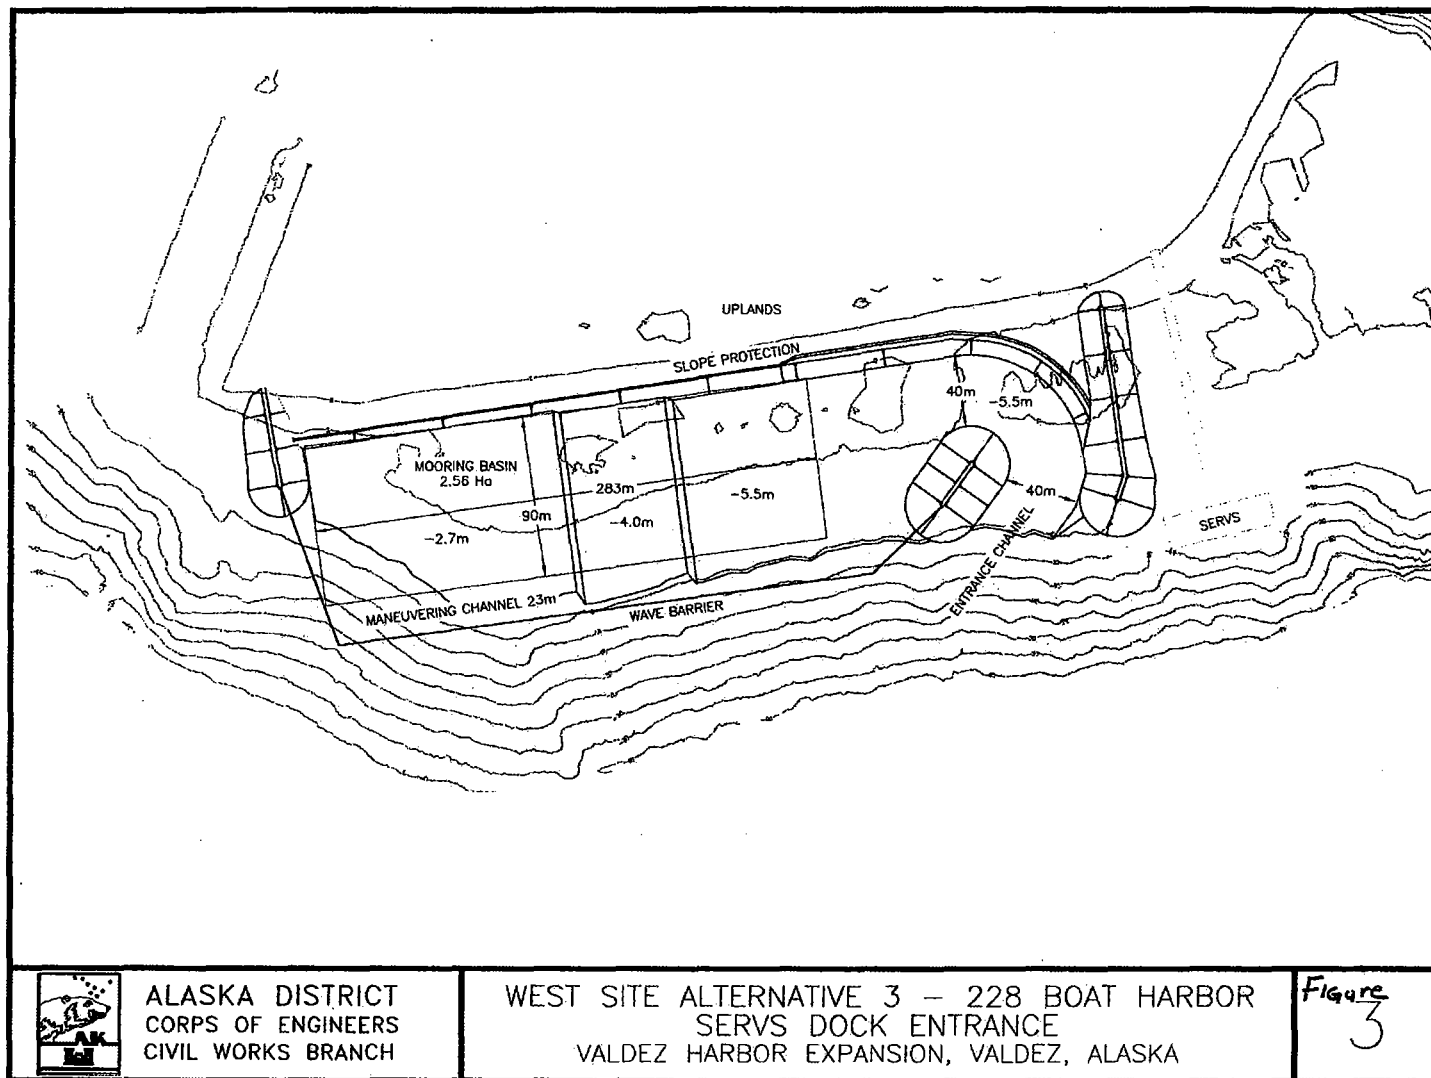 UPLANDS
SLOPE PROTECTION
40m
-5.5m
MOORING BASIN
2.56 Ha
283m
-5.5m
90m
-4.0m
-2.7m
40m
SERVS
ENTRANCE CHANNEL
MANEUVERING CHANNEL 23m
WAVE BARRIER
AK
ALASKA DISTRICT
CORPS OF ENGINEERS
CIVIL WORKS BRANCH
WEST SITE ALTERNATIVE 3 – 228 BOAT HARBOR
SERVS DOCK ENTRANCE
VALDEZ HARBOR EXPANSION, VALDEZ, ALASKA
Figure
3